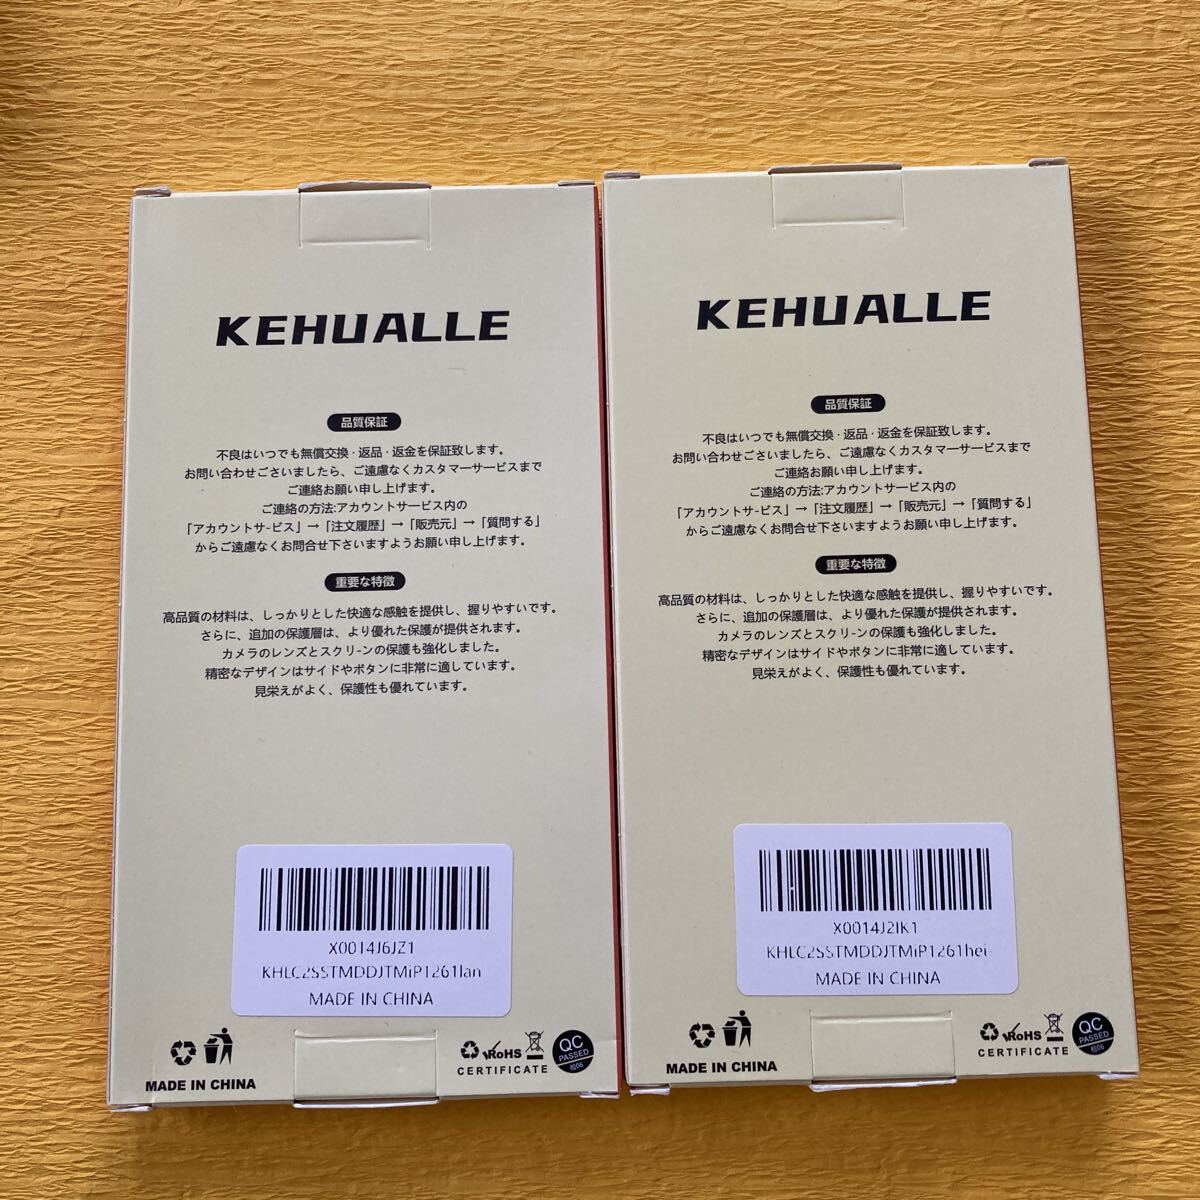 KEHUALLE
品質保証
不良はいつでも無償交換・返品・返金を保証致します。
お問い合わせございましたら、ご遠慮なくカスタマーサービスまで
ご連絡お願い申し上げます。
ご連絡の方法:アカウントサービス内の
「アカウントサービス」→「注文履歴」→「販売元」→「質問する」
からご遠慮なくお問合せ下さいますようお願い申し上げます。
重要な特徴
高品質の材料は、しっかりとした快適な感触を提供し、握りやすいです。
さらに、追加の保護層は、より優れた保護が提供されます。
カメラのレンズとスクリーンの保護も強化しました。
精密なデザインはサイドやボタンに非常に適しています。
見栄えがよく、保護性も優れています。
X0014J6JZ1
KHLC2SSTMDDJTMiP1261lan
MADE IN CHINA
MADE IN CHINA
RoHS
CERTIFICATE
QC
PASSED
检06
KEHUALLE
品質保証
不良はいつでも無償交換・返品・返金を保証致します。
お問い合わせございましたら、ご遠慮なくカスタマーサービスまで
ご連絡お願い申し上げます。
ご連絡の方法:アカウントサービス内の
「アカウントサービス」→「注文履歴」→「販売元」→「質問する」
からご遠慮なくお問合せ下さいますようお願い申し上げます。
重要な特徴
高品質の材料は、しっかりとした快適な感触を提供し、握りやすいです。
さらに、追加の保護層は、より優れた保護が提供されます。
カメラのレンズとスクリーンの保護も強化しました。
精密なデザインはサイドやボタンに非常に適しています。
見栄えがよく、保護性も優れています。
X0014J2IK1
KHLC2SSTMDDJTMiP1261hei
MADE IN CHINA
MADE IN CHINA
RoHS
CERTIFICATE
QC
PASSED
检06